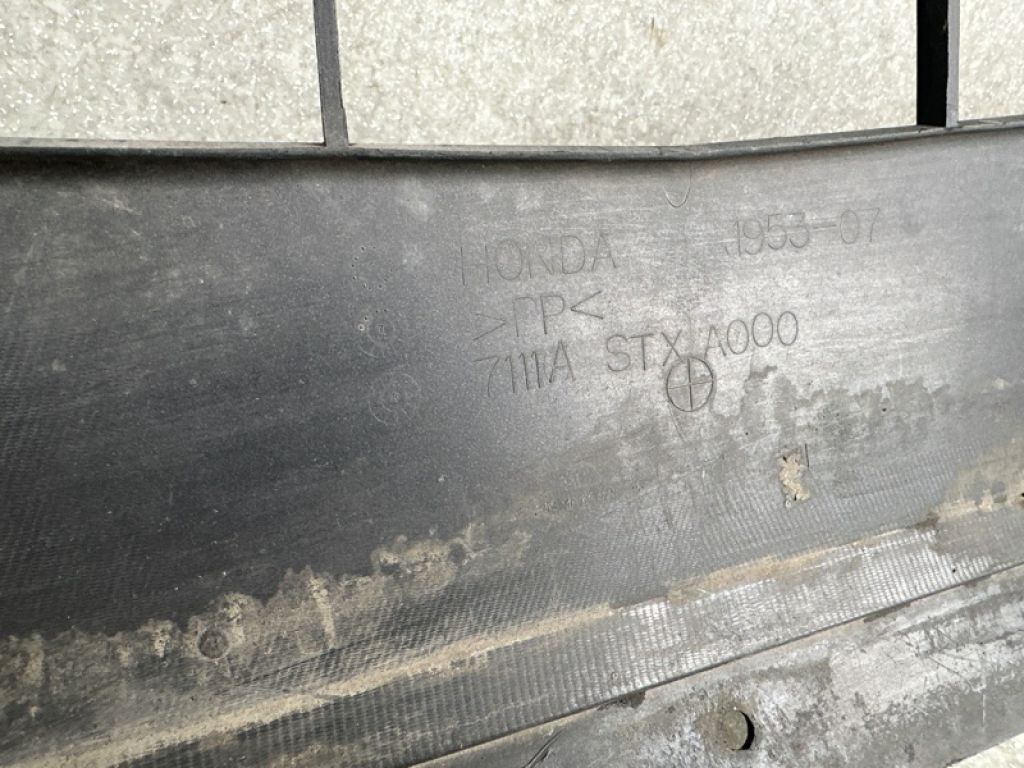 HONDA 1953-07
>PP<
7111A STX A000